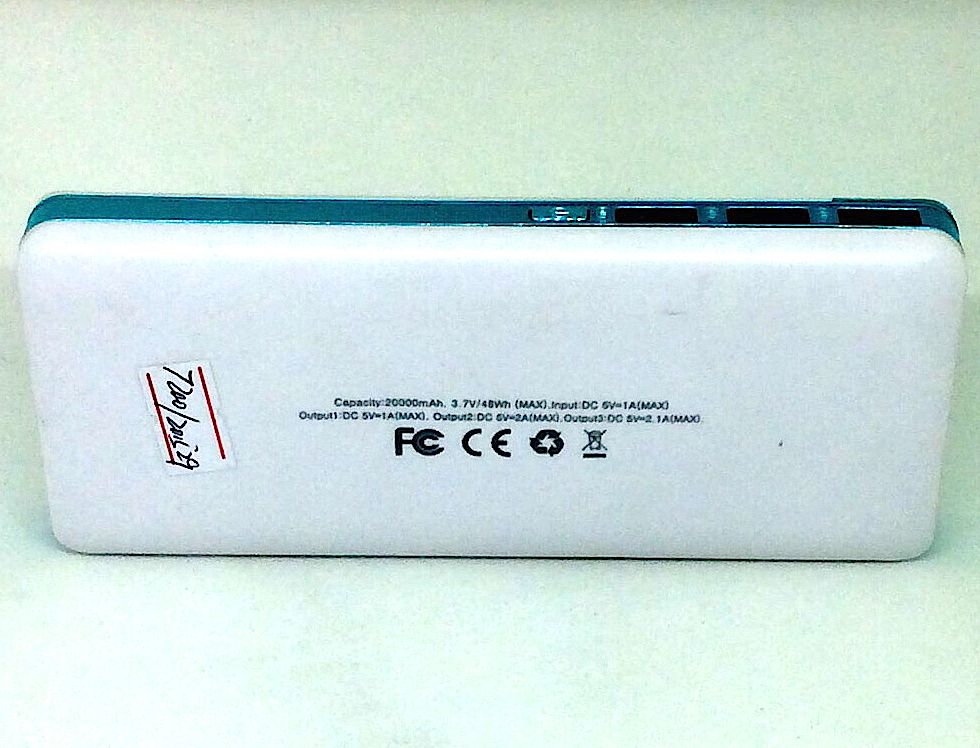 Capacity:20000mAh, 3.7V/48Wh (MAX),Input:DC 5V=1A(MAX)
Output1:DC 5V=1A(MAX), Output2:DC 5V=2A(MAX),Output3:DC 5V=2.1A(MAX).
FC CE